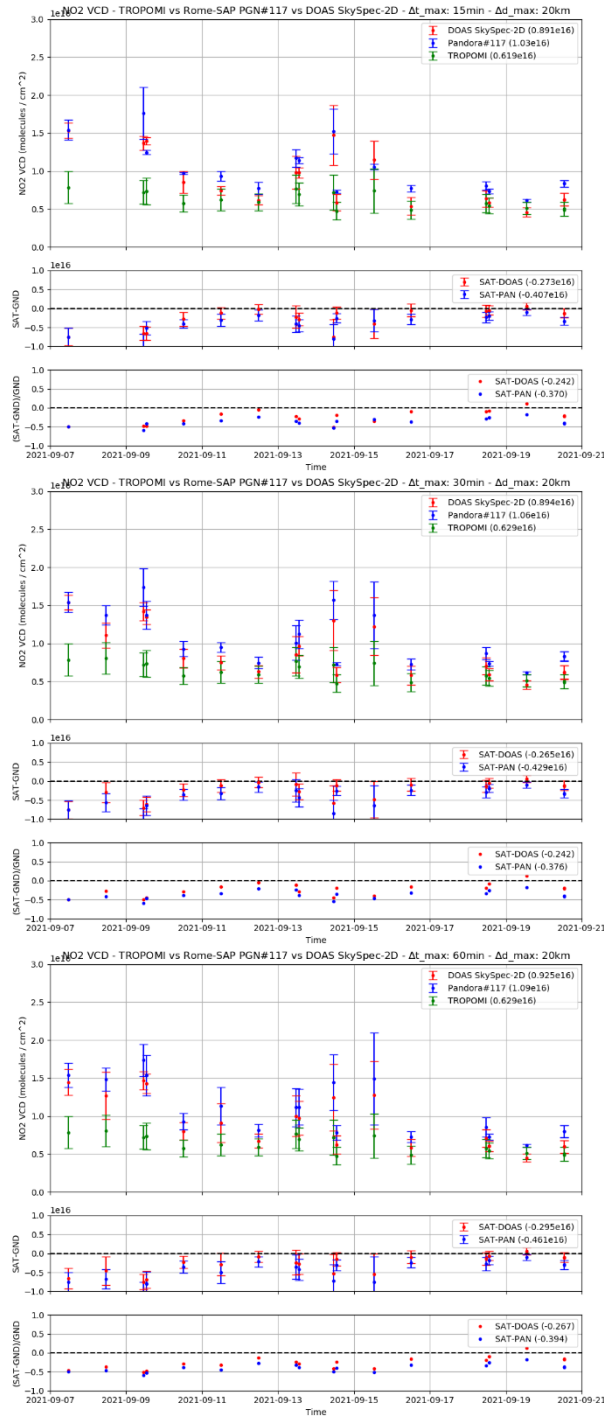 NO2 VCD - TROPOMI vs Rome-SAP PGN#117 vs DOAS SkySpec-2D - Δt_max: 15min - Δd_max: 20km
1e16
3.0
2.5
2.0
1.5
1.0
0.5
0.0
NO2 VCD (molecules / cm^2)
DOAS SkySpec-2D (0.891e16)
Pandora#117 (1.03e16)
TROPOMI (0.619e16)
1e16
1.0
0.5
0.0
−0.5
−1.0
SAT-GND
SAT-DOAS (-0.273e16)
SAT-PAN (-0.407e16)
1.0
0.5
0.0
−0.5
−1.0
(SAT-GND)/GND
SAT-DOAS (-0.242)
SAT-PAN (-0.370)
2021-09-07 2021-09-09 2021-09-11 2021-09-13 2021-09-15 2021-09-17 2021-09-19 2021-09-21
Time
NO2 VCD - TROPOMI vs Rome-SAP PGN#117 vs DOAS SkySpec-2D - Δt_max: 30min - Δd_max: 20km
1e16
3.0
2.5
2.0
1.5
1.0
0.5
0.0
NO2 VCD (molecules / cm^2)
DOAS SkySpec-2D (0.894e16)
Pandora#117 (1.06e16)
TROPOMI (0.629e16)
1e16
1.0
0.5
0.0
−0.5
−1.0
SAT-GND
SAT-DOAS (-0.265e16)
SAT-PAN (-0.429e16)
1.0
0.5
0.0
−0.5
−1.0
(SAT-GND)/GND
SAT-DOAS (-0.242)
SAT-PAN (-0.376)
2021-09-07 2021-09-09 2021-09-11 2021-09-13 2021-09-15 2021-09-17 2021-09-19 2021-09-21
Time
NO2 VCD - TROPOMI vs Rome-SAP PGN#117 vs DOAS SkySpec-2D - Δt_max: 60min - Δd_max: 20km
1e16
3.0
2.5
2.0
1.5
1.0
0.5
0.0
NO2 VCD (molecules / cm^2)
DOAS SkySpec-2D (0.925e16)
Pandora#117 (1.09e16)
TROPOMI (0.629e16)
1e16
1.0
0.5
0.0
−0.5
−1.0
SAT-GND
SAT-DOAS (-0.295e16)
SAT-PAN (-0.461e16)
1.0
0.5
0.0
−0.5
−1.0
(SAT-GND)/GND
SAT-DOAS (-0.267)
SAT-PAN (-0.394)
2021-09-07 2021-09-09 2021-09-11 2021-09-13 2021-09-15 2021-09-17 2021-09-19 2021-09-21
Time